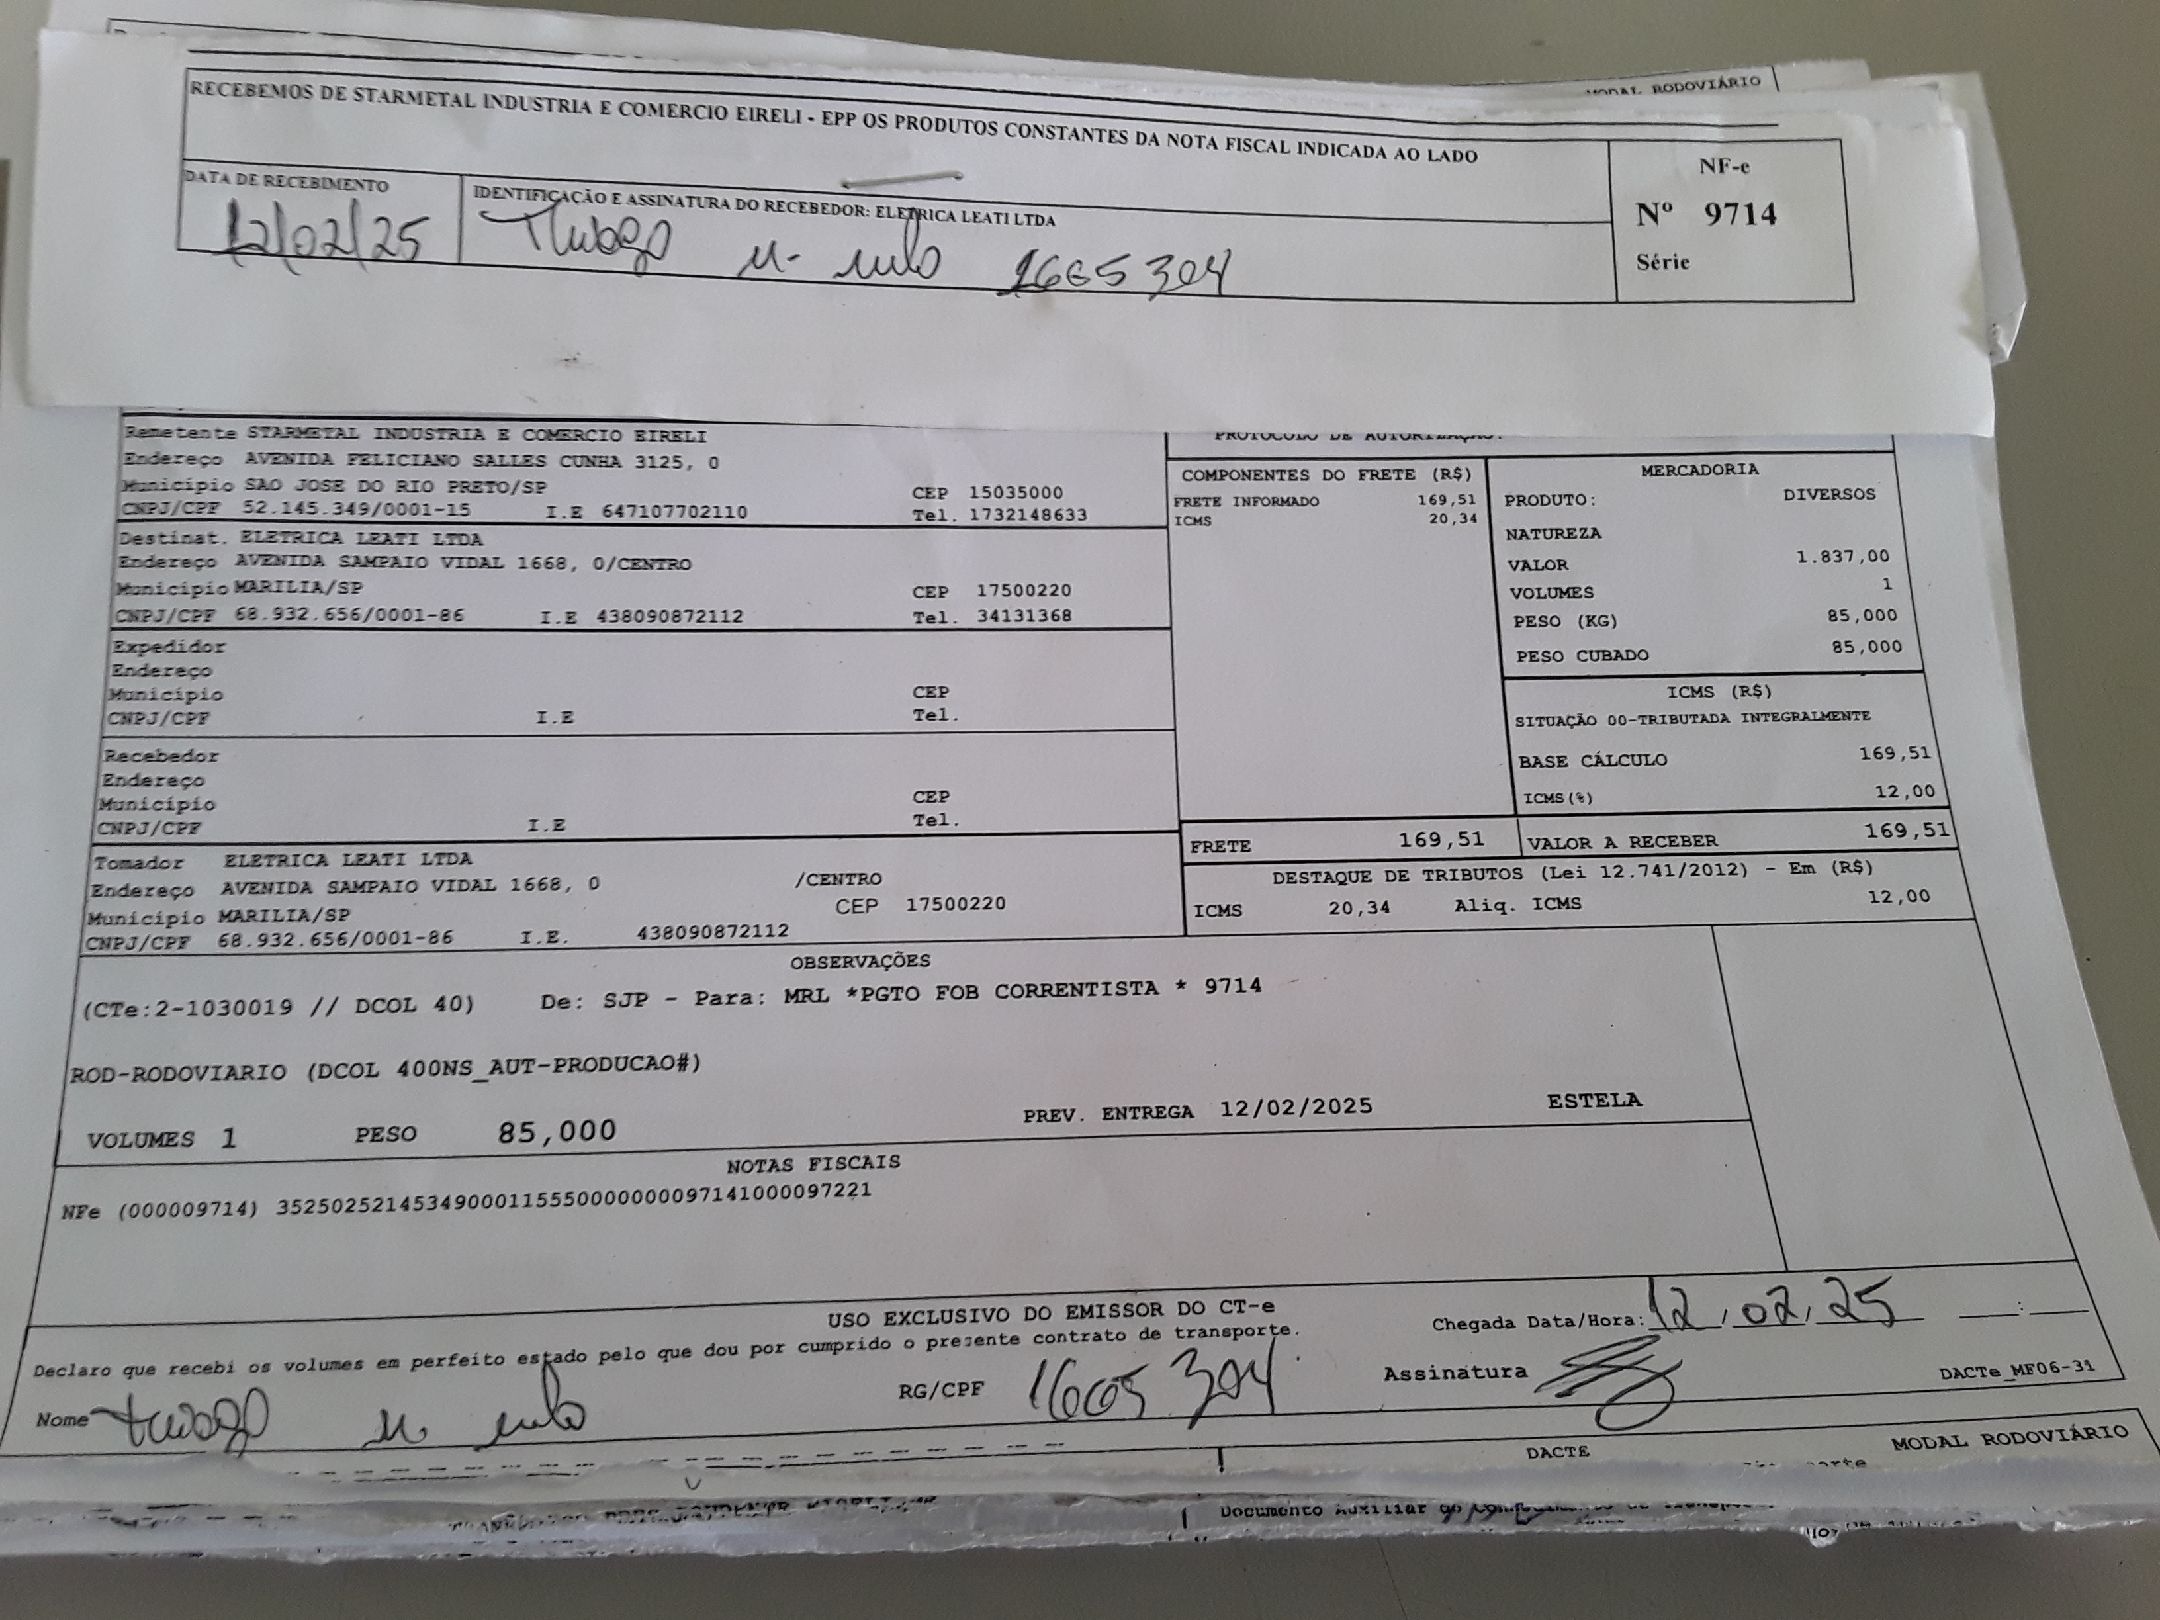 MODAL RODOVIÁRIO
RECEBEMOS DE STARMETAL INDUSTRIA E COMERCIO EIRELI - EPP OS PRODUTOS CONSTANTES DA NOTA FISCAL INDICADA AO LADO
NF-e
Nº 9714
Série
DATA DE RECEBIMENTO
12/02/25
IDENTIFICAÇÃO E ASSINATURA DO RECEBEDOR: ELETRICA LEATI LTDA
Thiago M.
PROTOCOLO DE AUTORIZAÇÃO:
Remetente STARMETAL INDUSTRIA E COMERCIO EIRELI
Endereço AVENIDA FELICIANO SALLES CUNHA 3125, 0
Município SAO JOSE DO RIO PRETO/SP CEP 15035000
CNPJ/CPF 52.145.349/0001-15 I.E 647107702110 Tel. 1732148633
Destinat. ELETRICA LEATI LTDA
Endereço AVENIDA SAMPAIO VIDAL 1668, 0/CENTRO
Município MARILIA/SP CEP 17500220
CNPJ/CPF 68.932.656/0001-86 I.E 438090872112 Tel. 34131368
Expedidor
Endereço
Município CEP
CNPJ/CPF I.E Tel.
Recebedor
Endereço
Município CEP
CNPJ/CPF I.E Tel.
Tomador ELETRICA LEATI LTDA
Endereço AVENIDA SAMPAIO VIDAL 1668, 0 /CENTRO
Município MARILIA/SP CEP 17500220
CNPJ/CPF 68.932.656/0001-86 I.E. 438090872112
COMPONENTES DO FRETE (R$)
FRETE INFORMADO 169,51
ICMS 20,34
MERCADORIA
PRODUTO: DIVERSOS
NATUREZA
VALOR 1.837,00
VOLUMES 1
PESO (KG) 85,000
PESO CUBADO 85,000
ICMS (R$)
SITUAÇÃO 00-TRIBUTADA INTEGRALMENTE
BASE CÁLCULO 169,51
ICMS(%) 12,00
FRETE 169,51 VALOR A RECEBER 169,51
DESTAQUE DE TRIBUTOS (Lei 12.741/2012) - Em (R$)
ICMS 20,34 Aliq. ICMS 12,00
OBSERVAÇÕES
(CTe:2-1030019 // DCOL 40) De: SJP - Para: MRL *PGTO FOB CORRENTISTA * 9714
ROD-RODOVIARIO (DCOL 400NS_AUT-PRODUCAO#)
VOLUMES 1 PESO 85,000 PREV. ENTREGA 12/02/2025 ESTELA
NOTAS FISCAIS
NFe (000009714) 35250252145349000115550000000097141000097221
USO EXCLUSIVO DO EMISSOR DO CT-e
Declaro que recebi os volumes em perfeito estado pelo que dou por cumprido o presente contrato de transporte.
Chegada Data/Hora: 12/02/25 :
Nome Thiago M. RG/CPF 1605304 Assinatura
DACTe_MF06-31
DACTE MODAL RODOVIÁRIO
Documento Auxiliar do